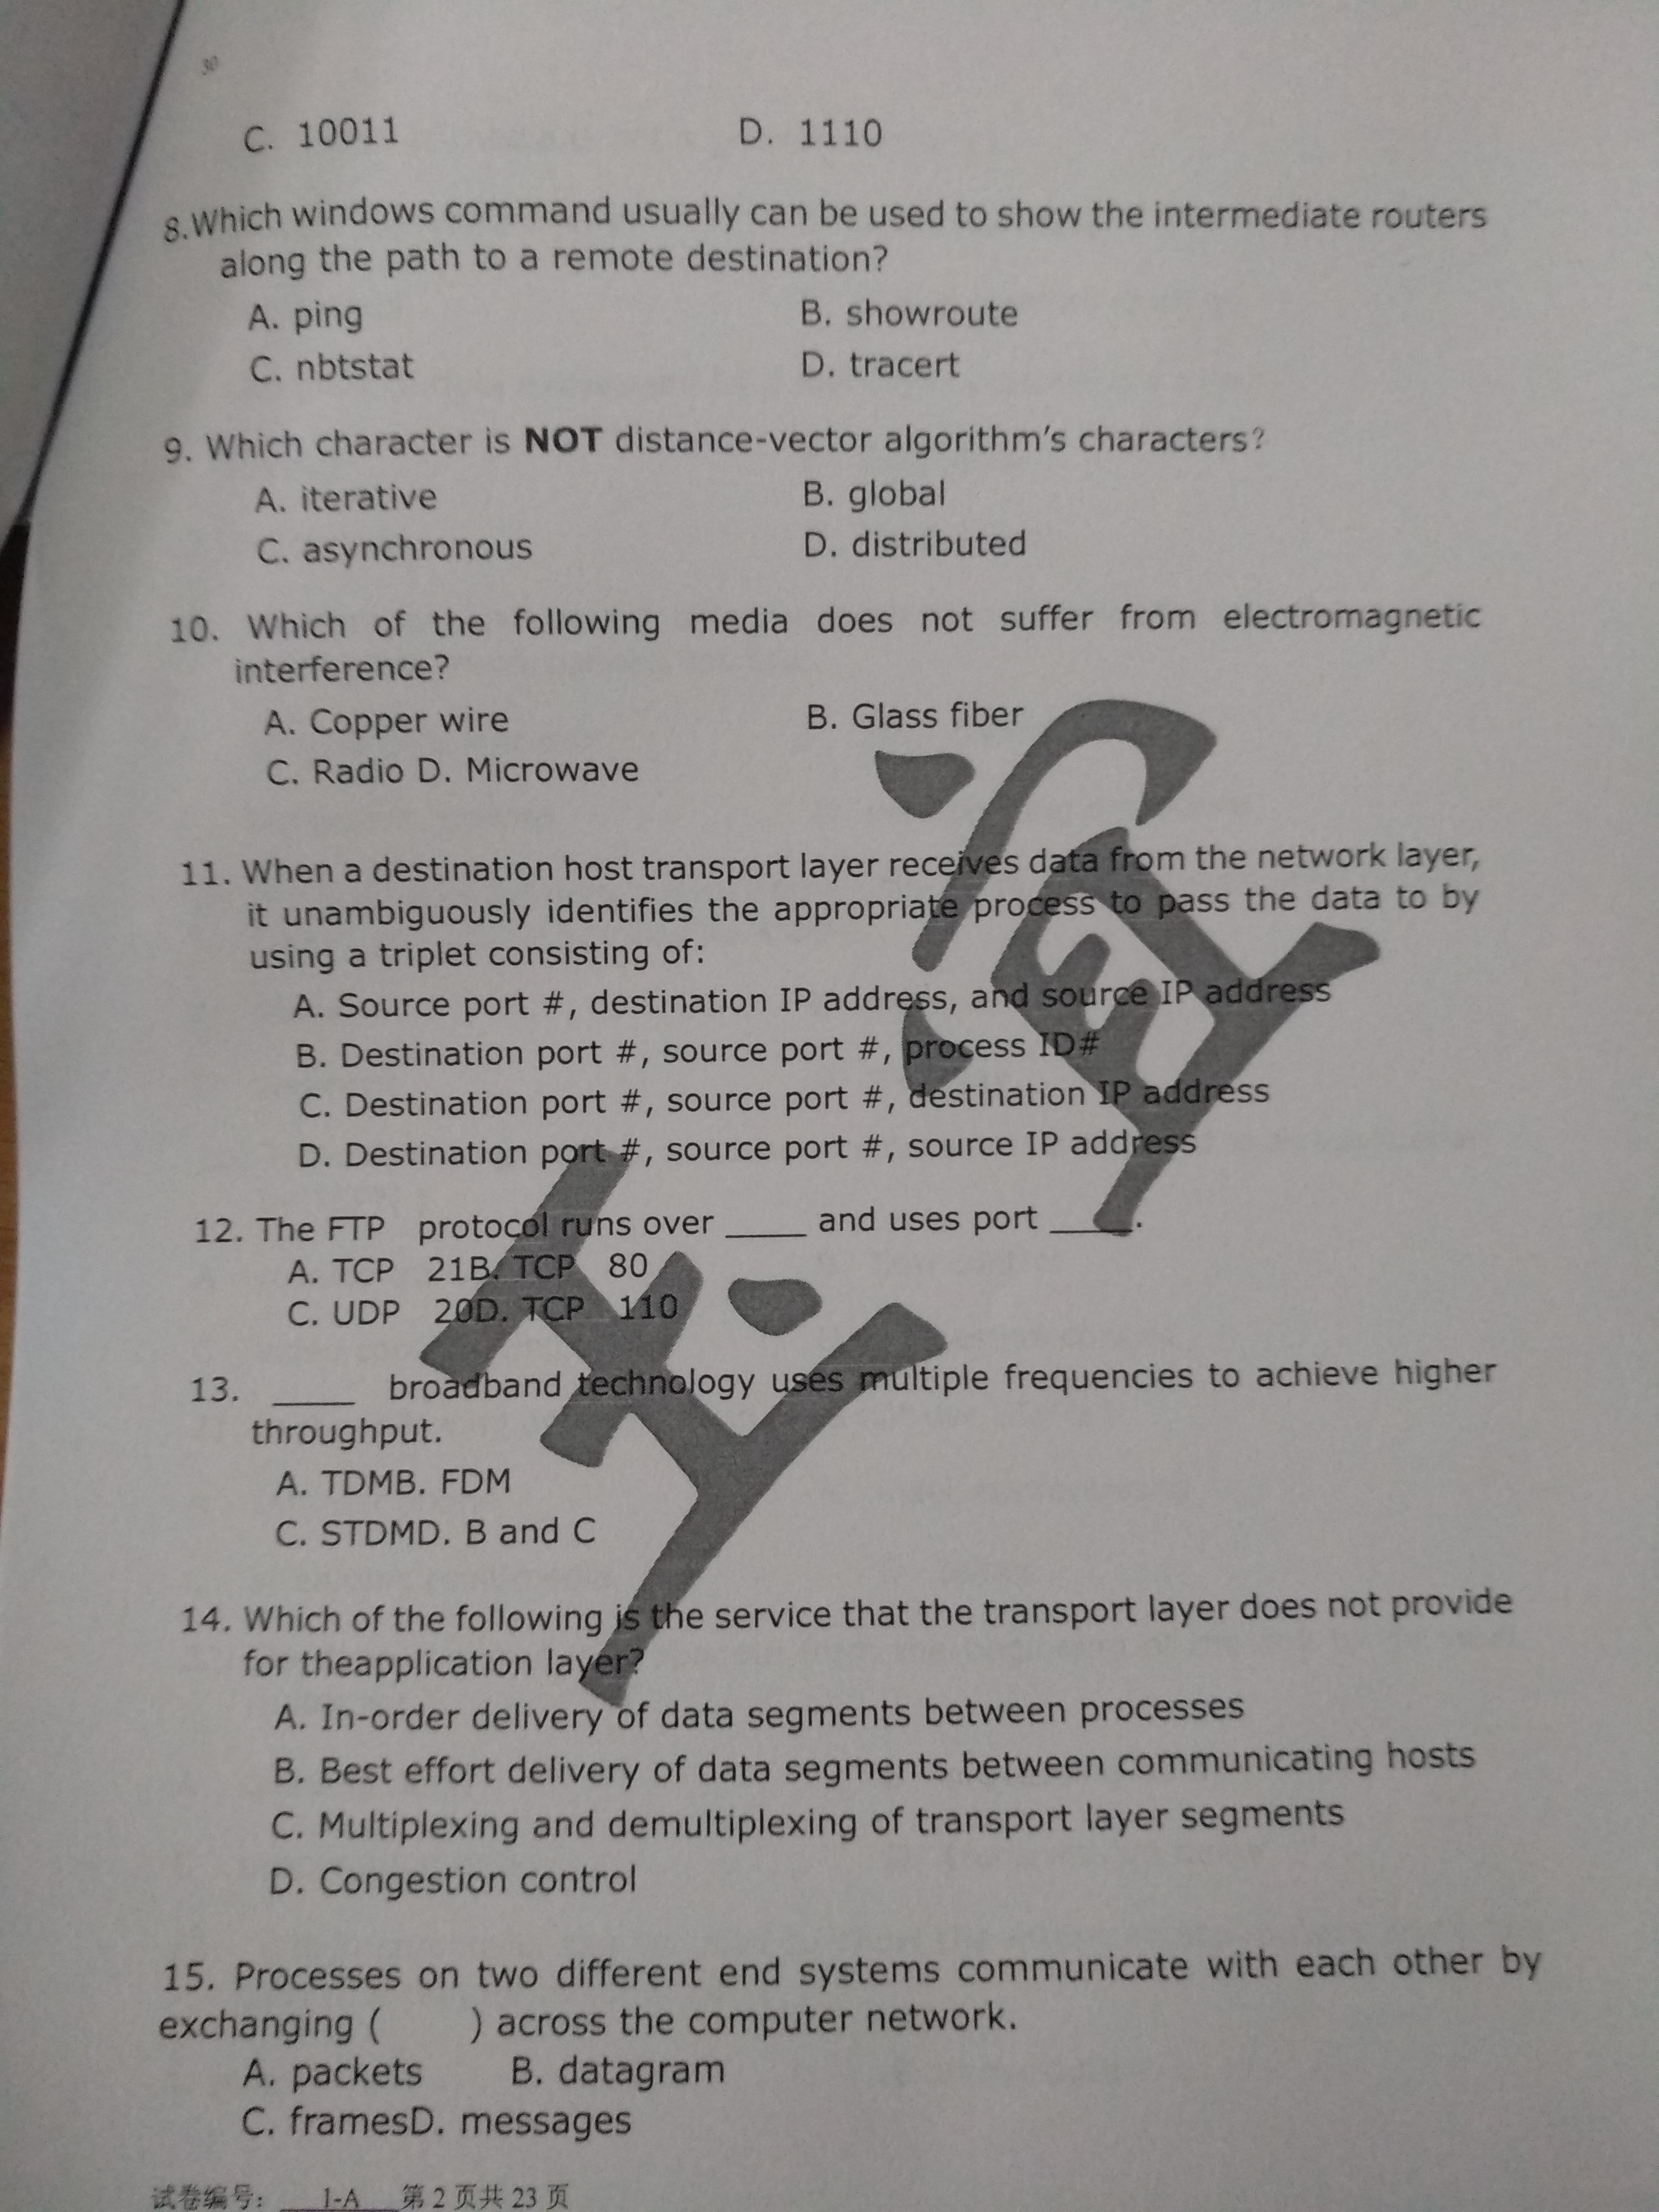 30
C. 10011 D. 1110
8.Which windows command usually can be used to show the intermediate routers
along the path to a remote destination?
A. ping B. showroute
C. nbtstat D. tracert
9. Which character is NOT distance-vector algorithm's characters?
A. iterative B. global
C. asynchronous D. distributed
10. Which of the following media does not suffer from electromagnetic
interference?
A. Copper wire B. Glass fiber
C. Radio D. Microwave
11. When a destination host transport layer receives data from the network layer,
it unambiguously identifies the appropriate process to pass the data to by
using a triplet consisting of:
A. Source port #, destination IP address, and source IP address
B. Destination port #, source port #, process ID#
C. Destination port #, source port #, destination IP address
D. Destination port #, source port #, source IP address
12. The FTP protocol runs over ____ and uses port ____.
A. TCP 21B. TCP 80
C. UDP 20D. TCP 110
13. ____ broadband technology uses multiple frequencies to achieve higher
throughput.
A. TDMB. FDM
C. STDMD. B and C
14. Which of the following is the service that the transport layer does not provide
for theapplication layer?
A. In-order delivery of data segments between processes
B. Best effort delivery of data segments between communicating hosts
C. Multiplexing and demultiplexing of transport layer segments
D. Congestion control
15. Processes on two different end systems communicate with each other by
exchanging ( ) across the computer network.
A. packets B. datagram
C. framesD. messages
试卷编号: 1-A 第 2 页共 23 页